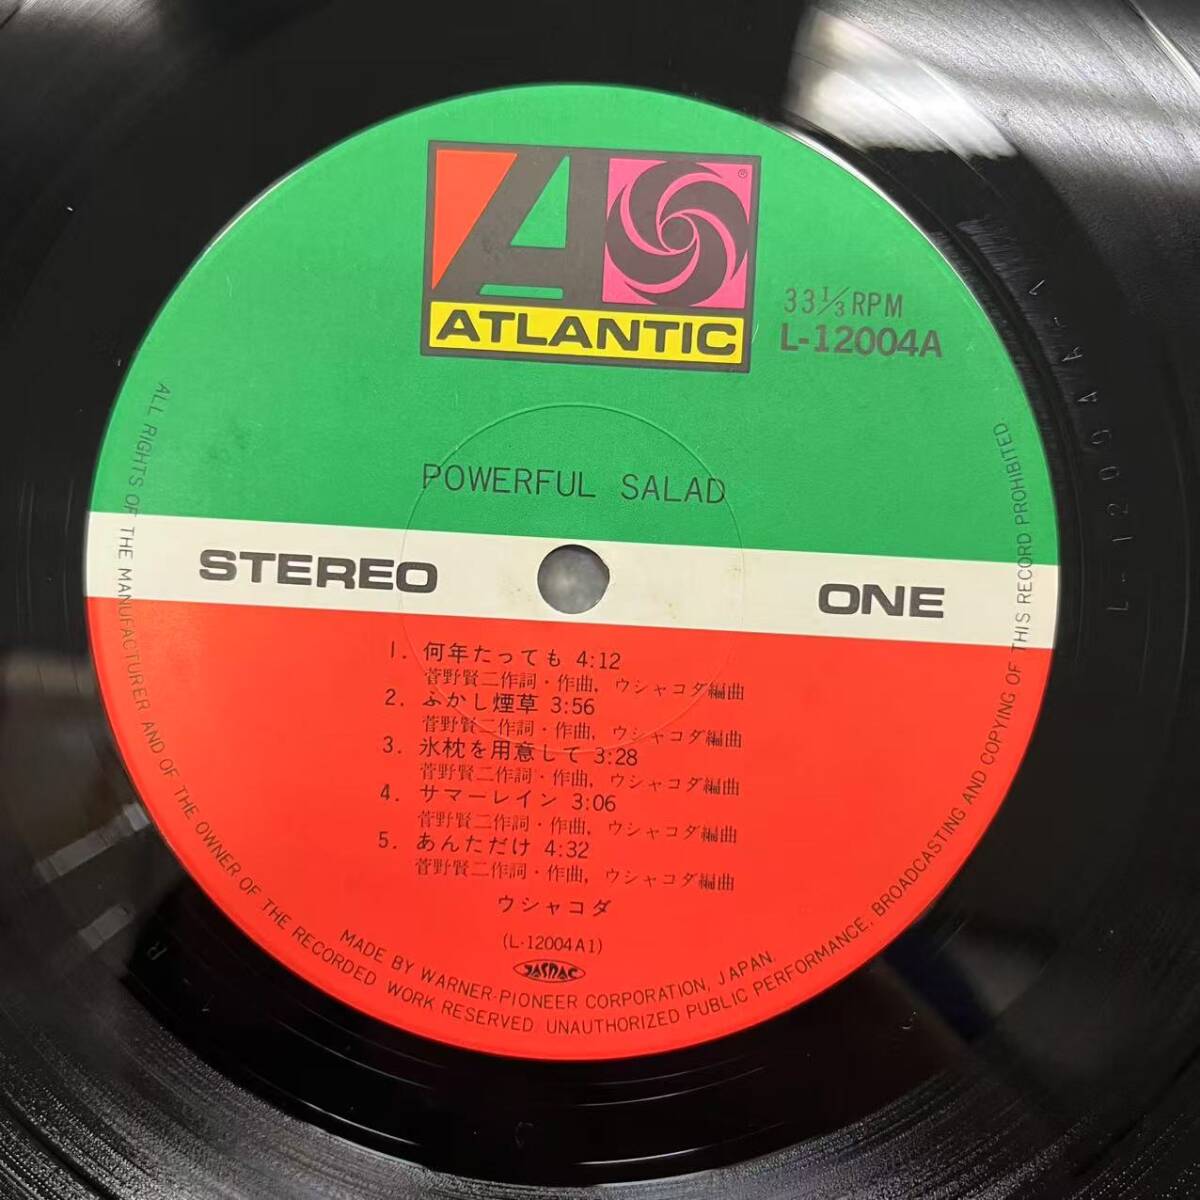 ATLANTIC
®
33 1/3 RPM
L-12004A
POWERFUL SALAD
STEREO
ONE
1. 何年たっても 4:12
菅野賢二作詞・作曲, ウシャコダ編曲
2. ふかし煙草 3:56
菅野賢二作詞・作曲, ウシャコダ編曲
3. 氷枕を用意して 3:28
菅野賢二作詞・作曲, ウシャコダ編曲
4. サマーレイン 3:06
菅野賢二作詞・作曲, ウシャコダ編曲
5. あんただけ 4:32
菅野賢二作詞・作曲, ウシャコダ編曲
ウシャコダ
(L-12004A1)
JASRAC
MADE BY WARNER-PIONEER CORPORATION, JAPAN.
ALL RIGHTS OF THE MANUFACTURER AND OF THE OWNER OF THE RECORDED WORK RESERVED. UNAUTHORIZED PUBLIC PERFORMANCE, BROADCASTING AND COPYING OF THIS RECORD PROHIBITED.